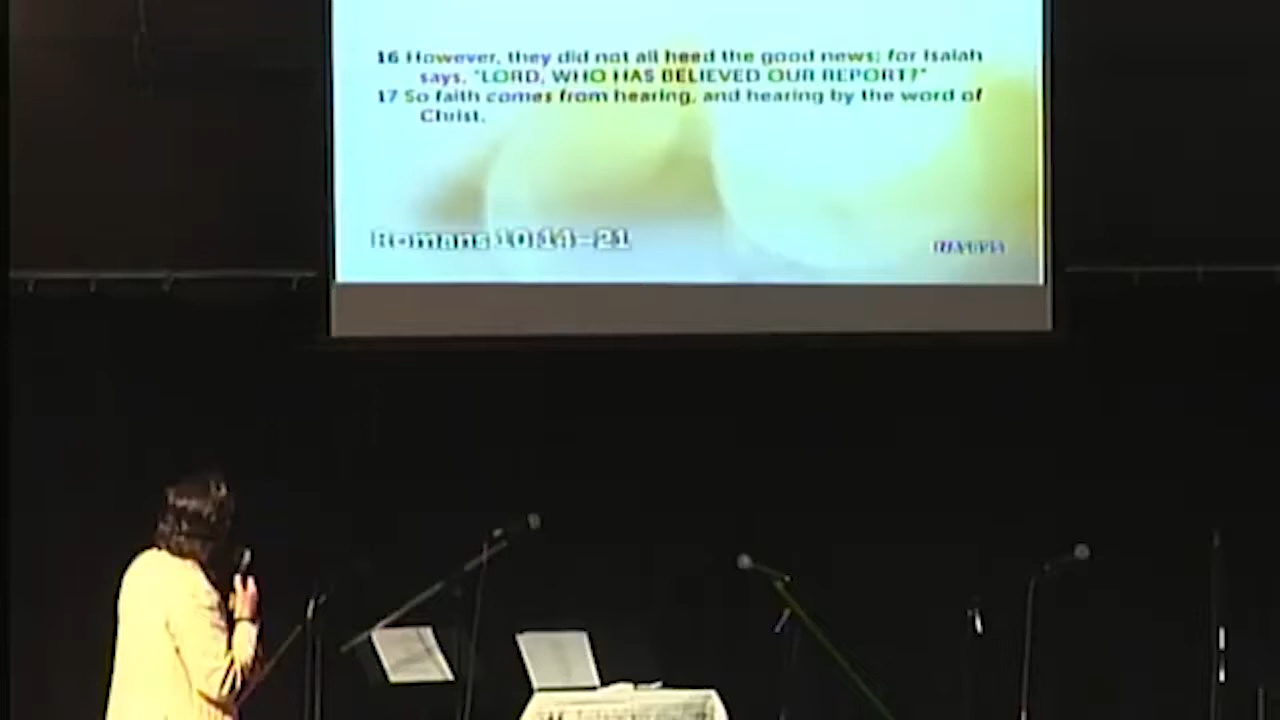 16 However, they did not all heed the good news; for Isaiah
says, "LORD, WHO HAS BELIEVED OUR REPORT?"
17 So faith comes from hearing, and hearing by the word of
Christ.
Romans 10:14-21